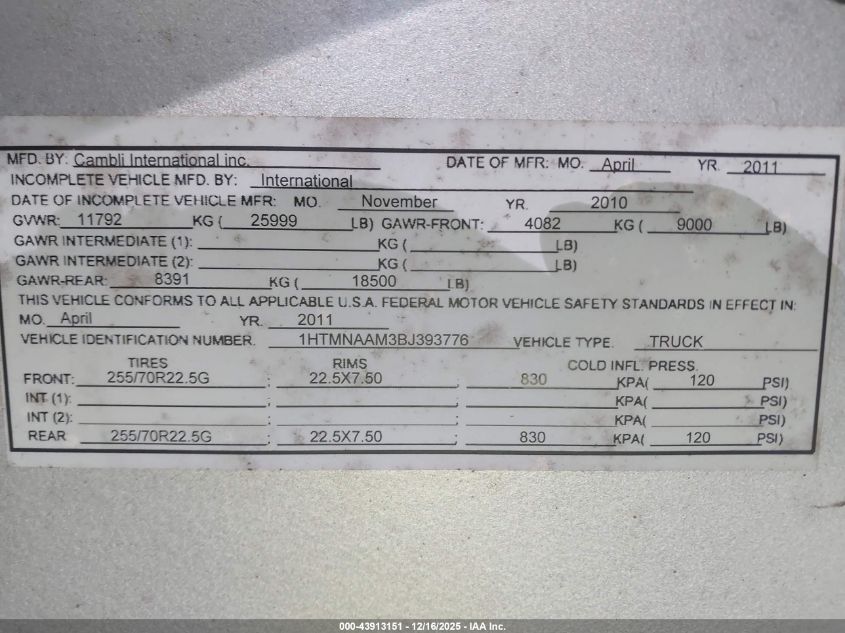 MFD. BY: Cambli International inc. DATE OF MFR: MO. April YR. 2011
INCOMPLETE VEHICLE MFD. BY: International
DATE OF INCOMPLETE VEHICLE MFR: MO. November YR. 2010
GVWR: 11792 KG ( 25999 LB) GAWR-FRONT: 4082 KG ( 9000 LB)
GAWR INTERMEDIATE (1): KG ( LB)
GAWR INTERMEDIATE (2): KG ( LB)
GAWR-REAR: 8391 KG ( 18500 LB)
THIS VEHICLE CONFORMS TO ALL APPLICABLE U.S.A. FEDERAL MOTOR VEHICLE SAFETY STANDARDS IN EFFECT IN:
MO. April YR. 2011
VEHICLE IDENTIFICATION NUMBER. 1HTMNAAM3BJ393776 VEHICLE TYPE. TRUCK
TIRES RIMS COLD INFL. PRESS.
FRONT: 255/70R22.5G ; 22.5X7.50 ; 830 KPA( 120 PSI)
INT (1): ; ; KPA( PSI)
INT (2): ; ; KPA( PSI)
REAR 255/70R22.5G ; 22.5X7.50 ; 830 KPA( 120 PSI)
000-43913151 - 12/16/2025 - IAA Inc.